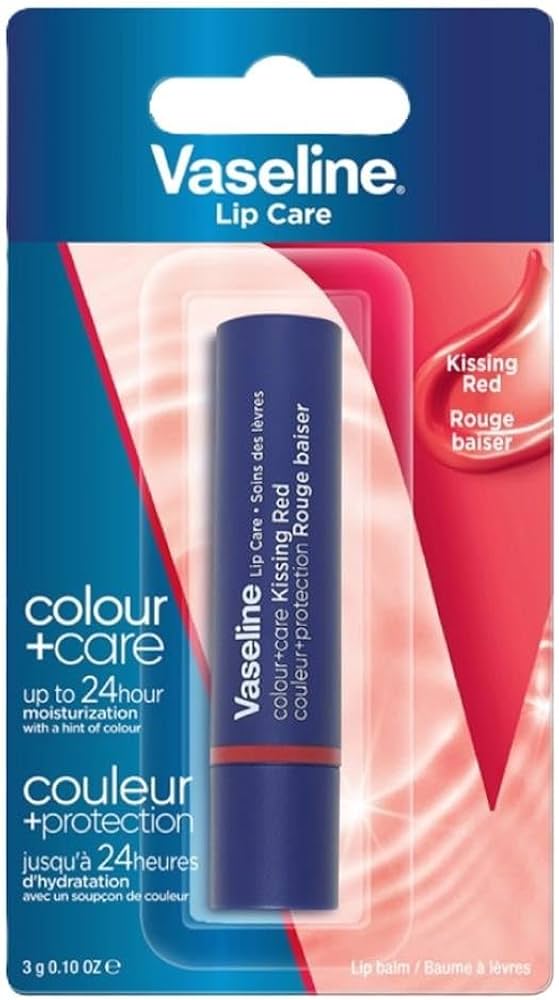 Vaseline®
Lip Care
Kissing
Red
Rouge
baiser
Vaseline Lip Care • Soins des lèvres
colour+care Kissing Red
couleur+protection Rouge baiser
colour
+care
up to 24hour
moisturization
with a hint of colour
couleur
+protection
jusqu'à 24heures
d'hydratation
avec un soupçon de couleur
3 g 0.10 OZ ℮
Lip balm / Baume à lèvres